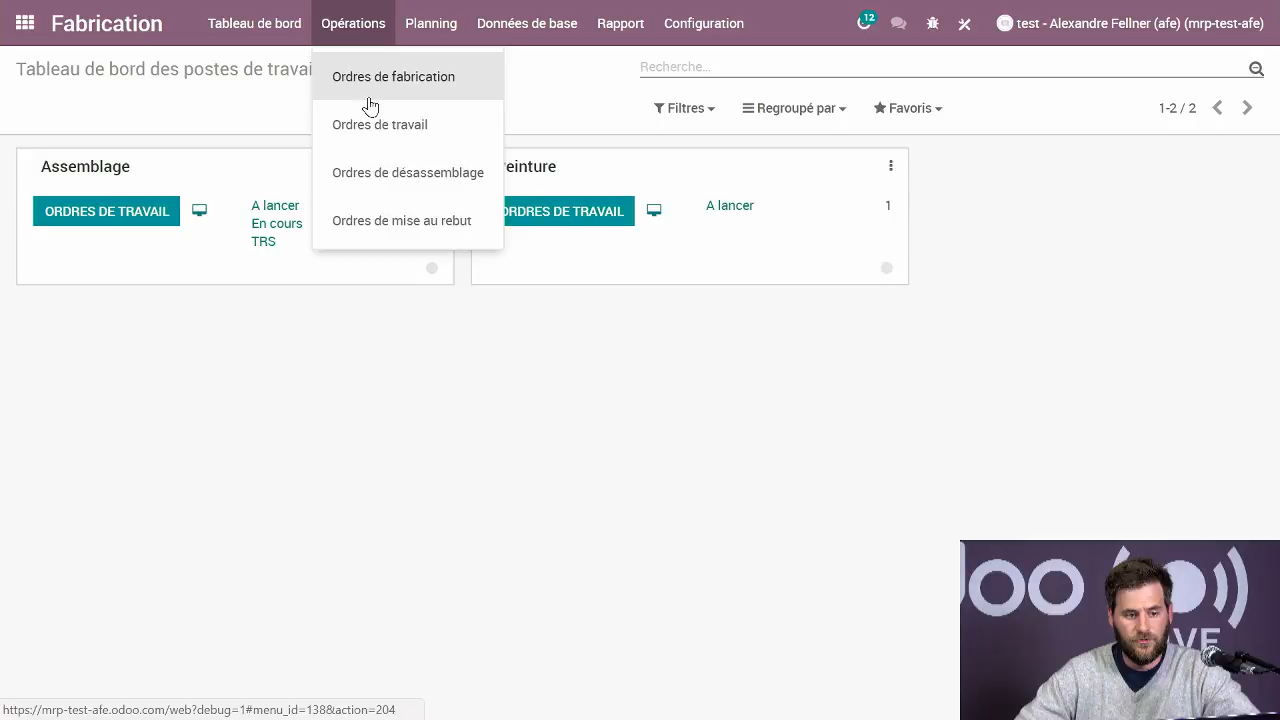 Fabrication
Tableau de bord
Opérations
Planning
Données de base
Rapport
Configuration
12
test - Alexandre Fellner (afe) (mrp-test-afe)
Tableau de bord des postes de travai
Recherche...
Filtres
Regroupé par
Favoris
1-2 / 2
Ordres de fabrication
Ordres de travail
Ordres de désassemblage
Ordres de mise au rebut
Assemblage
ORDRES DE TRAVAIL
A lancer
En cours
TRS
einture
ORDRES DE TRAVAIL
A lancer
1
doo
VE
https://mrp-test-afe.odoo.com/web?debug=1#menu_id=138&action=204